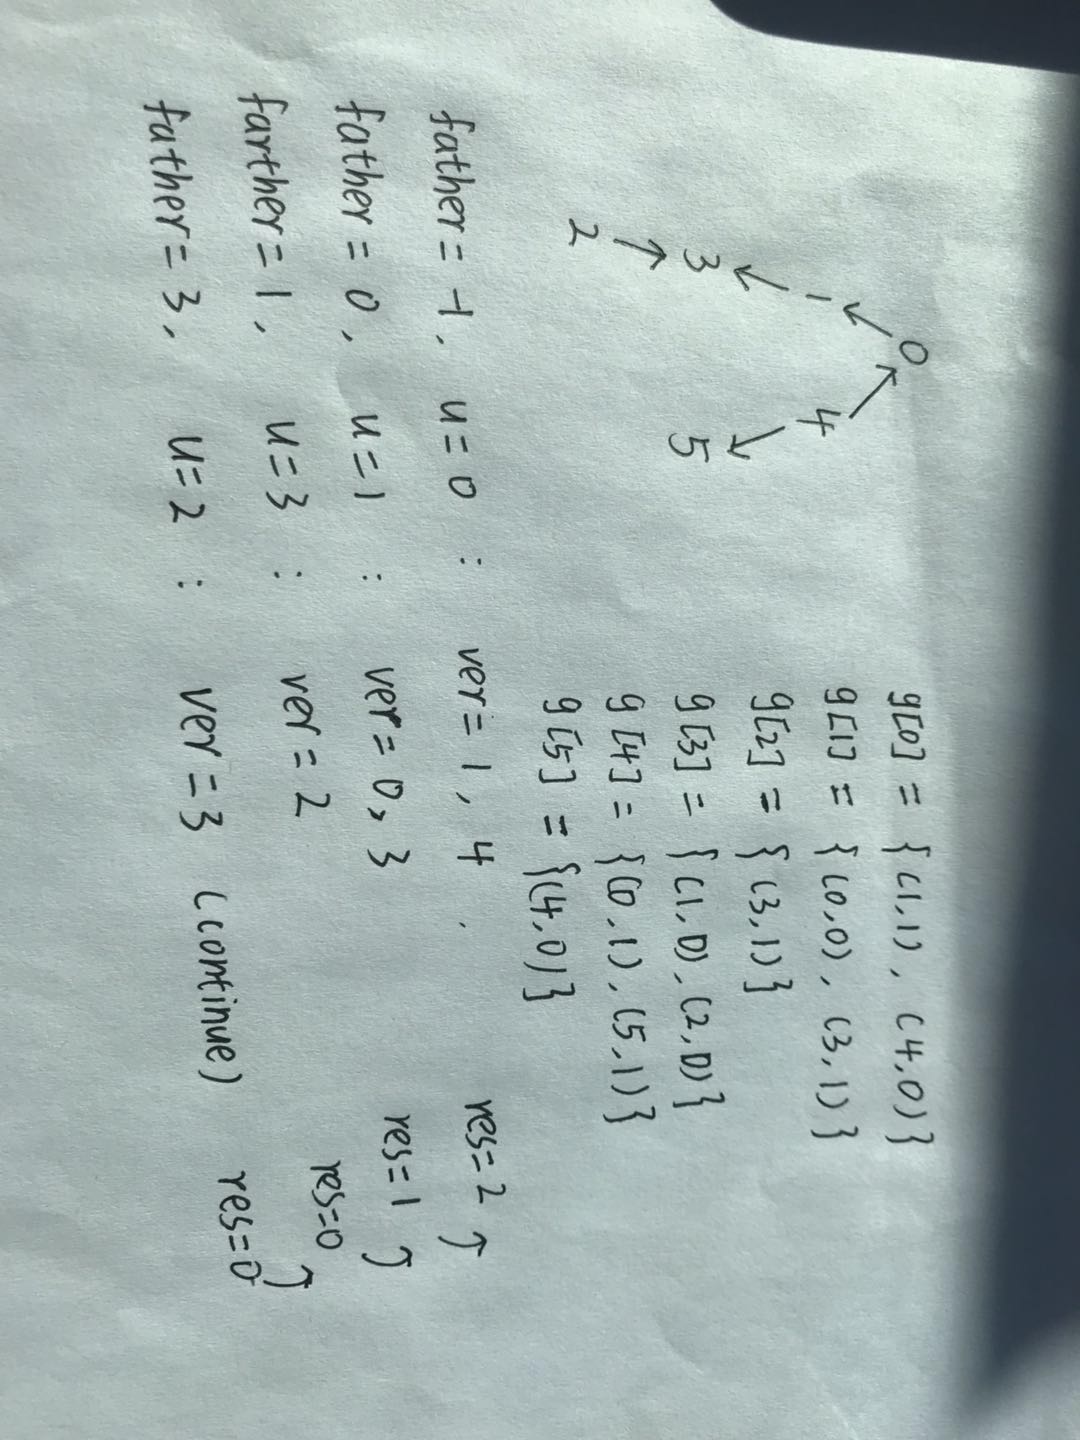 0
1 4
3 5
2
g[0] = {(1,1), (4,0)}
g[1] = {(0,0), (3,1)}
g[2] = {(3,1)}
g[3] = {(1,0), (2,0)}
g[4] = {(0,1), (5,1)}
g[5] = {(4,0)}
father = -1, u = 0 : ver = 1, 4. res = 2 ↑
father = 0, u = 1 : ver = 0, 3 res = 1 ↑
farther = 1, u = 3 : ver = 2 res = 0 ↑
father = 3, u = 2 : ver = 3 (continue) res = 0